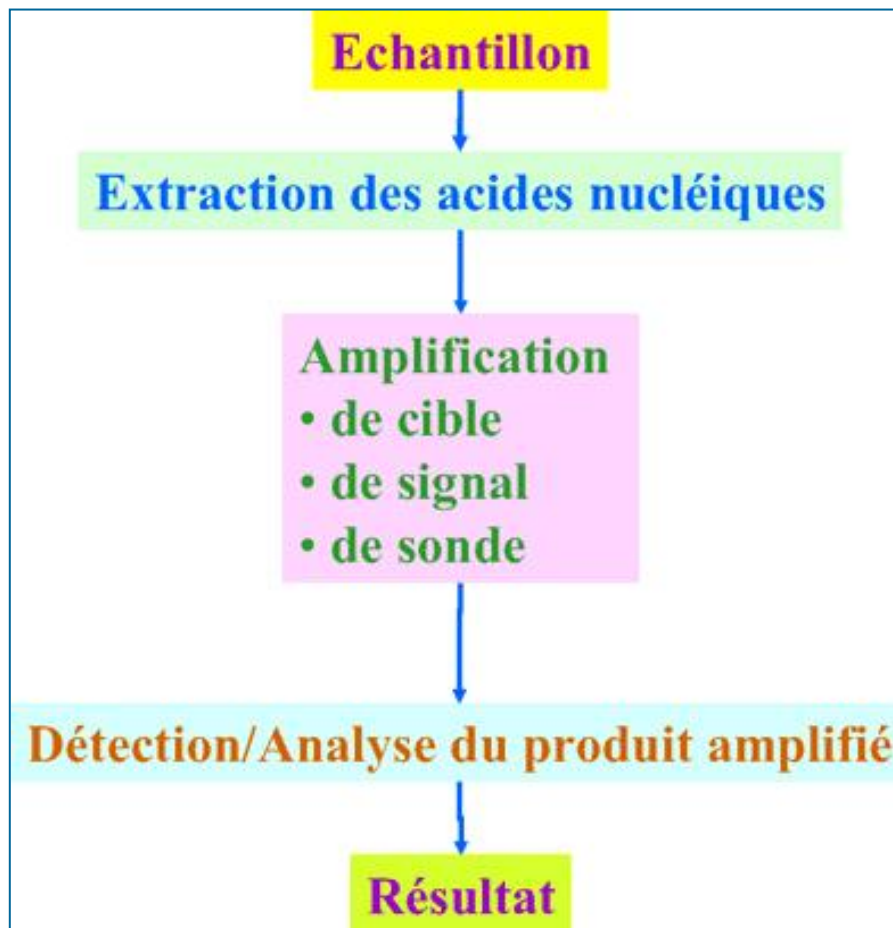 Echantillon
Extraction des acides nucléiques
Amplification
• de cible
• de signal
• de sonde
Détection/Analyse du produit amplifié
Résultat